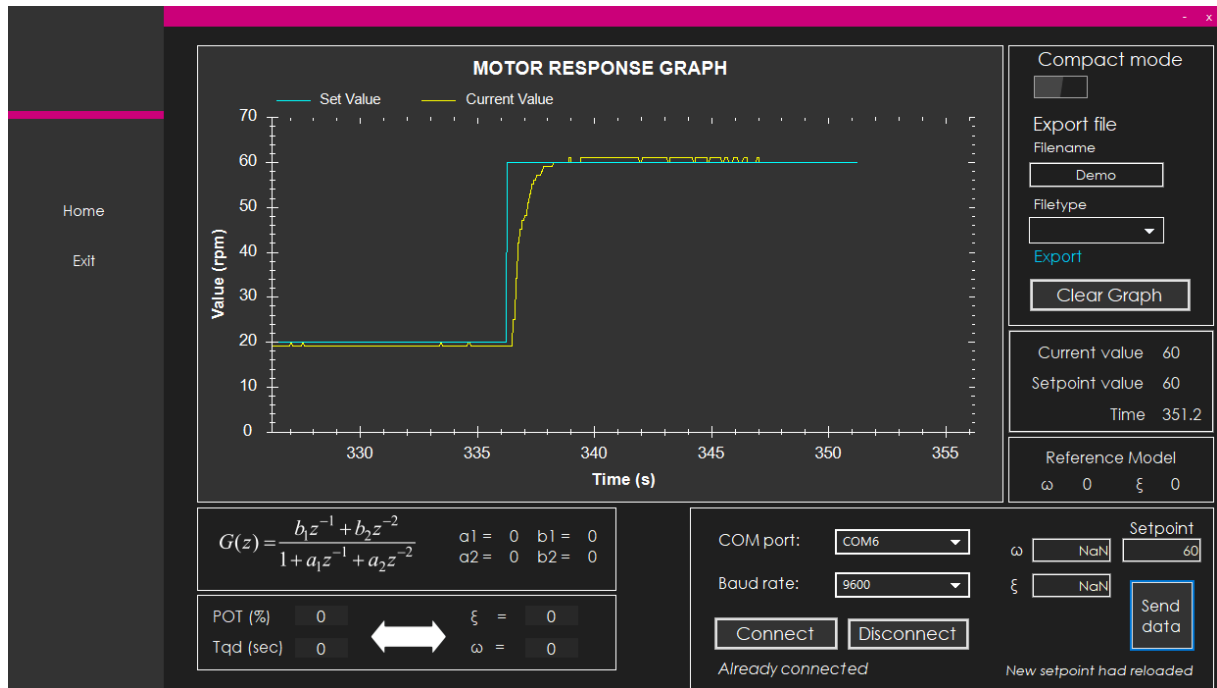 - x
Home
Exit
MOTOR RESPONSE GRAPH
Set Value Current Value
70
60
50
40
30
20
10
0
Value (rpm)
330 335 340 345 350 355
Time (s)
Compact mode
Export file
Filename
Demo
Filetype
Export
Clear Graph
Current value 60
Setpoint value 60
Time 351.2
Reference Model
ω 0 ξ 0
G(z) = (b₁z⁻¹ + b₂z⁻²) / (1 + a₁z⁻¹ + a₂z⁻²)
a1 = 0 b1 = 0
a2 = 0 b2 = 0
POT (%) 0 ξ = 0
Tqd (sec) 0 ω = 0
COM port: COM6
Baud rate: 9600
Connect Disconnect
Already connected
Setpoint
ω NaN 60
ξ NaN
Send
data
New setpoint had reloaded